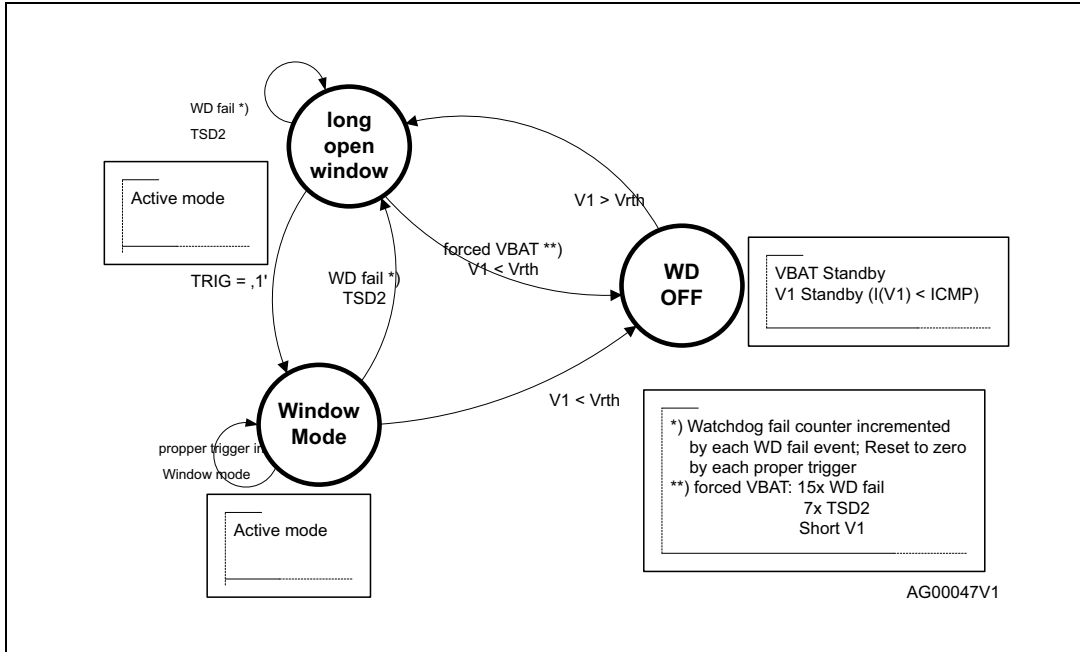 WD fail *)
TSD2
long
open
window
Active mode
TRIG = ‚1'
WD fail *)
TSD2
forced VBAT **)
V1 < Vrth
V1 > Vrth
WD
OFF
VBAT Standby
V1 Standby (I(V1) < ICMP)
Window
Mode
V1 < Vrth
propper trigger in
Window mode
Active mode
*) Watchdog fail counter incremented
by each WD fail event; Reset to zero
by each proper trigger
**) forced VBAT: 15x WD fail
7x TSD2
Short V1
AG00047V1